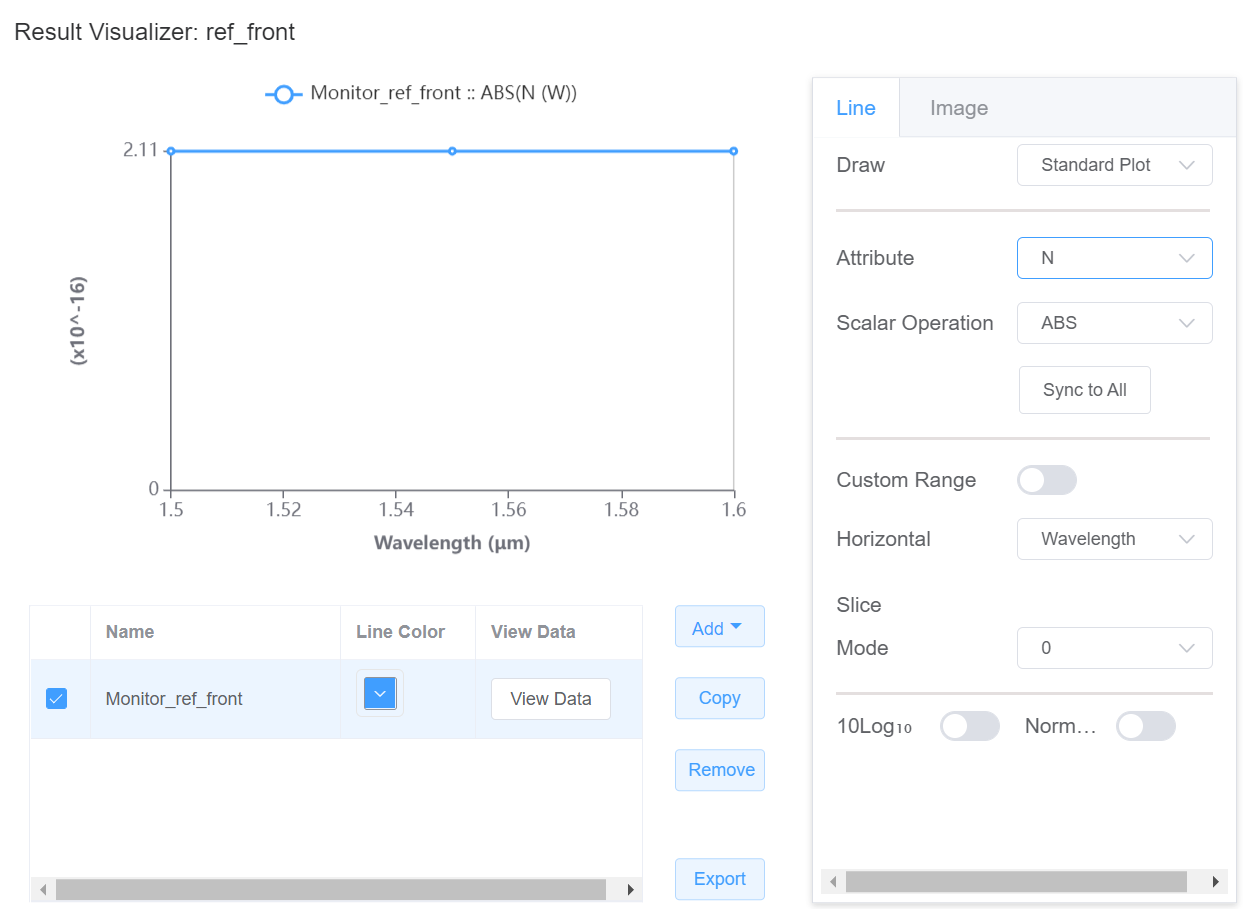 Result Visualizer: ref_front
Monitor_ref_front :: ABS(N (W))
2.11
(x10^-16)
0
1.5 1.52 1.54 1.56 1.58 1.6
Wavelength (μm)
Name Line Color View Data
Monitor_ref_front View Data
Add
Copy
Remove
Export
Line Image
Draw Standard Plot
Attribute N
Scalar Operation ABS
Sync to All
Custom Range
Horizontal Wavelength
Slice
Mode 0
10Log₁₀ Norm…